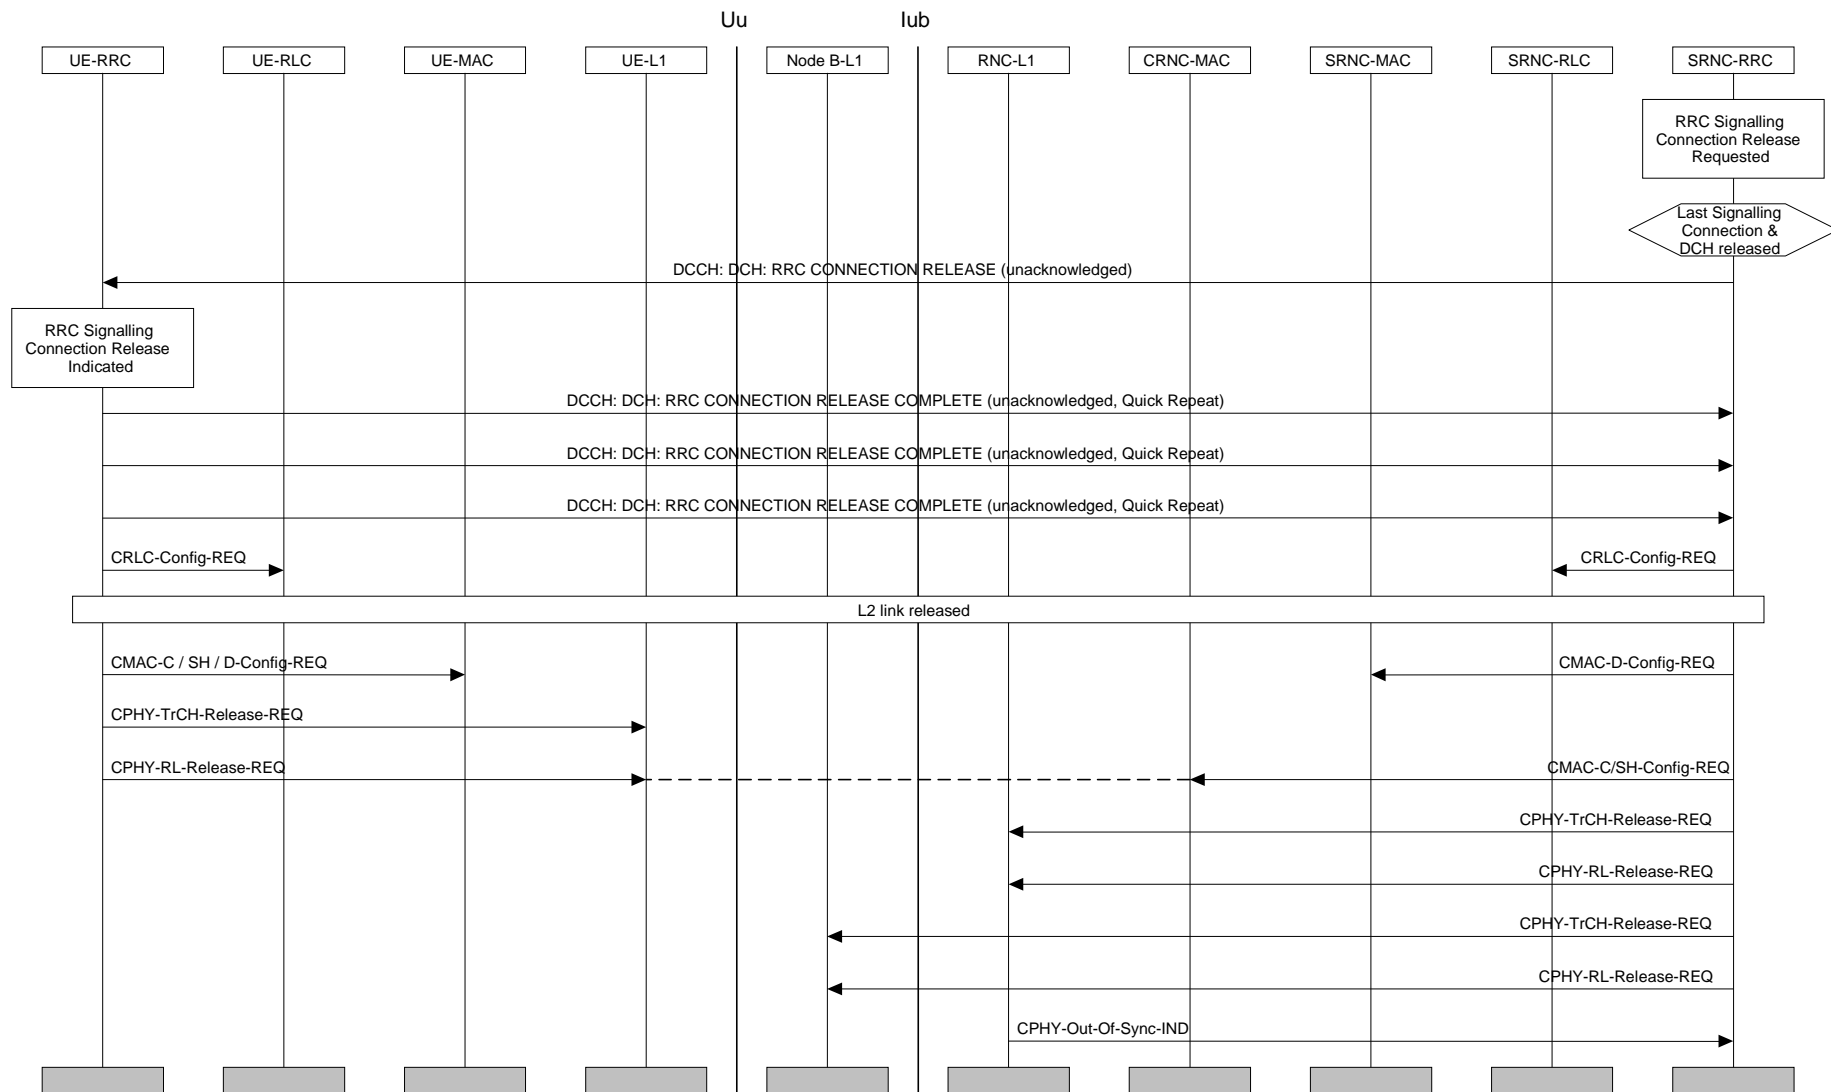 Uu
Iub
UE-RRC
UE-RLC
UE-MAC
UE-L1
Node B-L1
RNC-L1
CRNC-MAC
SRNC-MAC
SRNC-RLC
SRNC-RRC
RRC Signalling
Connection Release
Requested
Last Signalling
Connection &
DCH released
DCCH: DCH: RRC CONNECTION RELEASE (unacknowledged)
RRC Signalling
Connection Release
Indicated
DCCH: DCH: RRC CONNECTION RELEASE COMPLETE (unacknowledged, Quick Repeat)
DCCH: DCH: RRC CONNECTION RELEASE COMPLETE (unacknowledged, Quick Repeat)
DCCH: DCH: RRC CONNECTION RELEASE COMPLETE (unacknowledged, Quick Repeat)
CRLC-Config-REQ
CRLC-Config-REQ
L2 link released
CMAC-C / SH / D-Config-REQ
CMAC-D-Config-REQ
CPHY-TrCH-Release-REQ
CPHY-RL-Release-REQ
CMAC-C/SH-Config-REQ
CPHY-TrCH-Release-REQ
CPHY-RL-Release-REQ
CPHY-TrCH-Release-REQ
CPHY-RL-Release-REQ
CPHY-Out-Of-Sync-IND